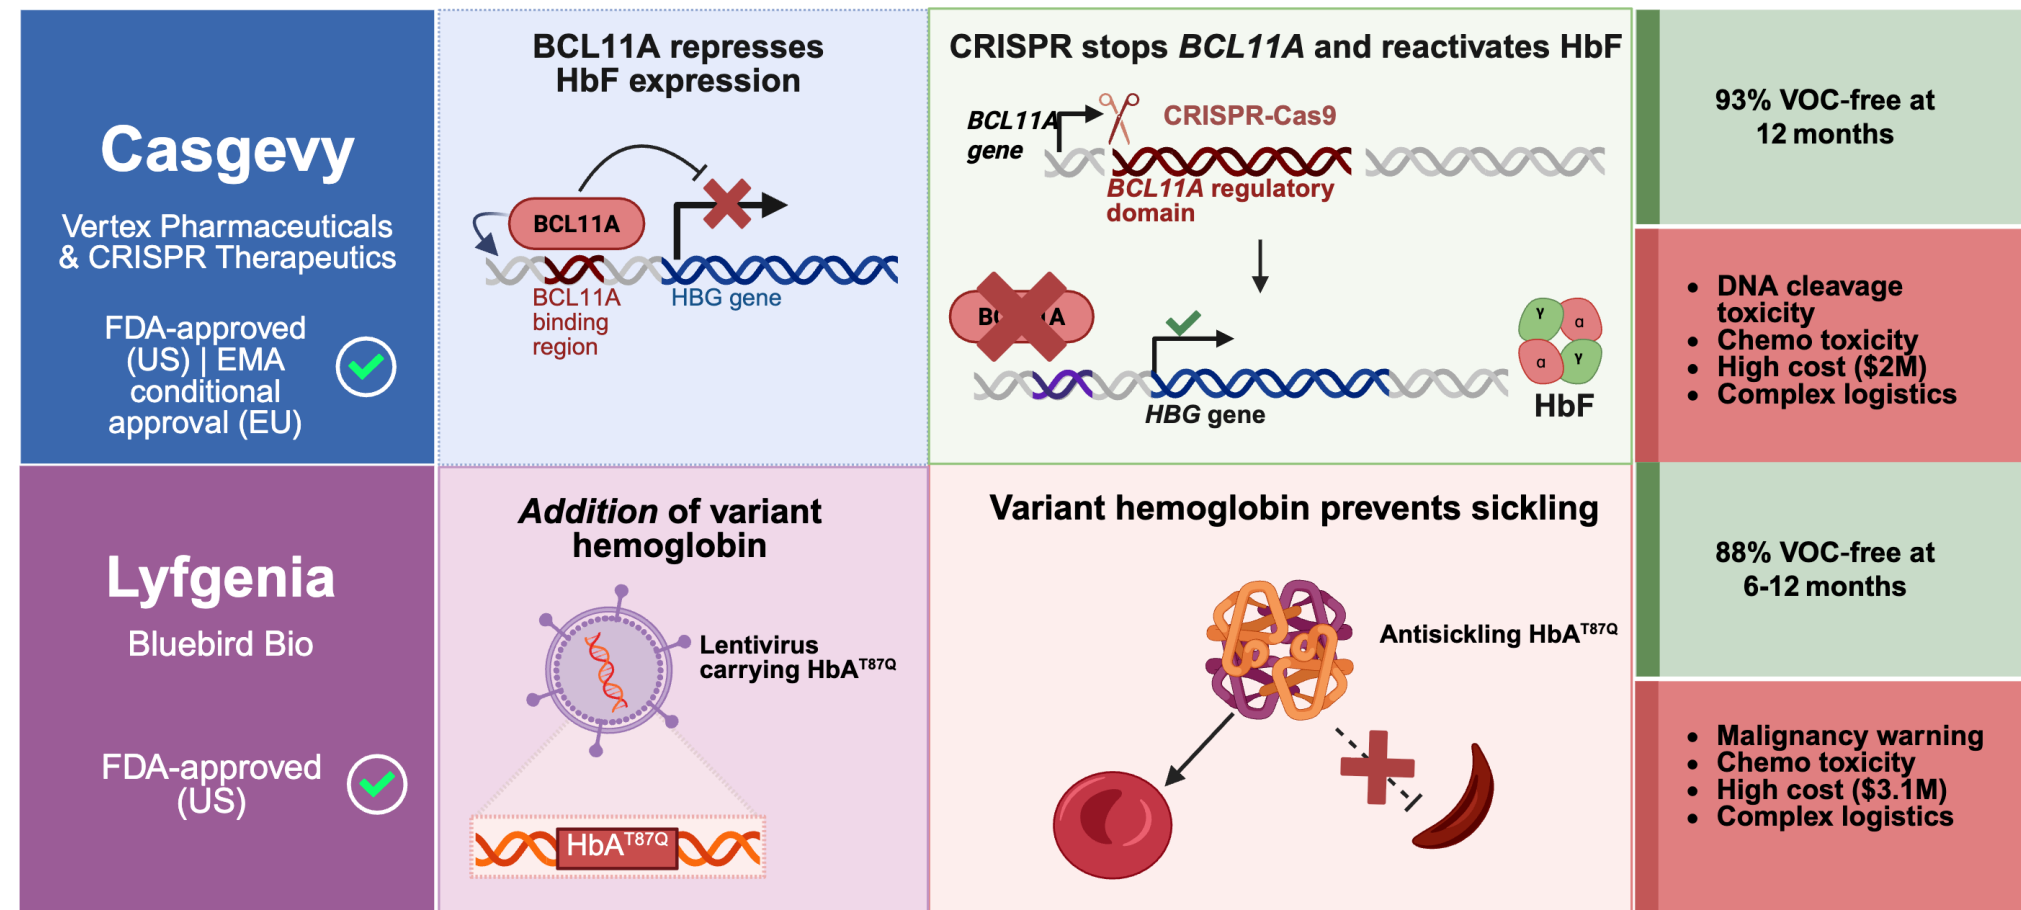 Casgevy
Vertex Pharmaceuticals
& CRISPR Therapeutics
FDA-approved
(US) | EMA
conditional
approval (EU)
BCL11A represses
HbF expression
BCL11A
BCL11A
binding
region
HBG gene
CRISPR stops BCL11A and reactivates HbF
BCL11A
gene
CRISPR-Cas9
BCL11A regulatory
domain
HBG gene
γ
α
α
γ
HbF
93% VOC-free at
12 months
• DNA cleavage
toxicity
• Chemo toxicity
• High cost ($2M)
• Complex logistics
Lyfgenia
Bluebird Bio
FDA-approved
(US)
Addition of variant
hemoglobin
Lentivirus
carrying HbAᵀ⁸⁷Q
HbAᵀ⁸⁷Q
Variant hemoglobin prevents sickling
Antisickling HbAᵀ⁸⁷Q
88% VOC-free at
6-12 months
• Malignancy warning
• Chemo toxicity
• High cost ($3.1M)
• Complex logistics